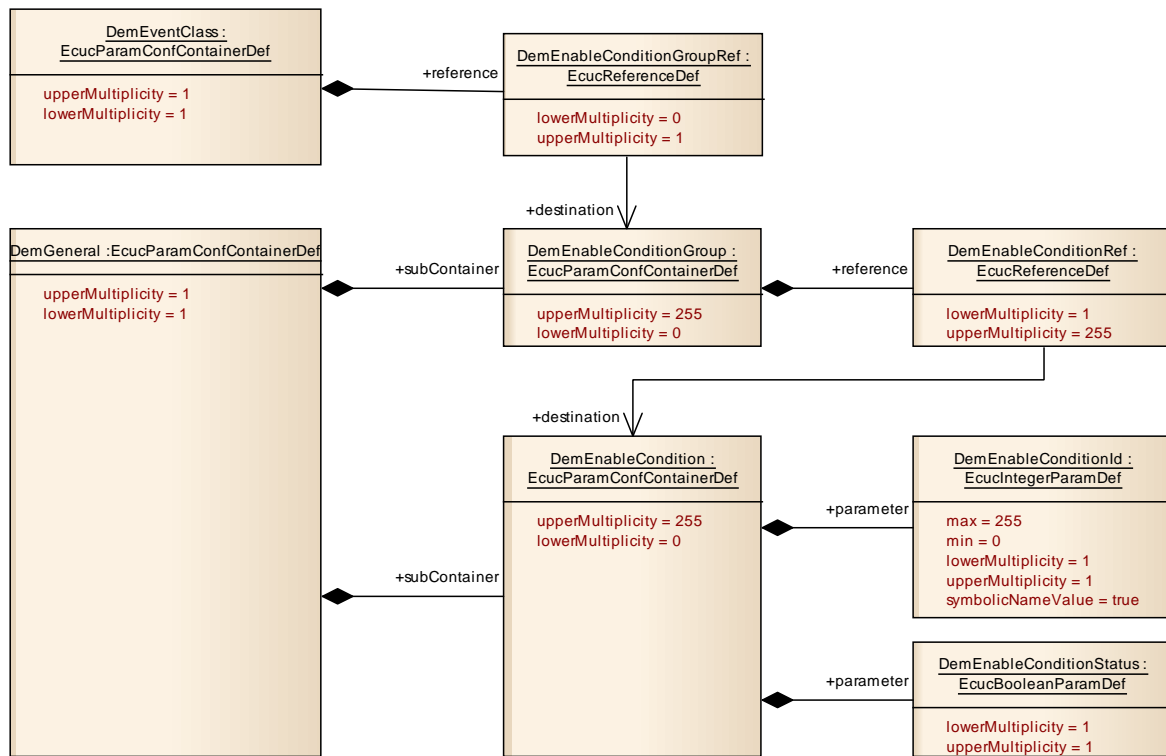 DemEventClass :
EcucParamConfContainerDef
upperMultiplicity = 1
lowerMultiplicity = 1
+reference
DemEnableConditionGroupRef :
EcucReferenceDef
lowerMultiplicity = 0
upperMultiplicity = 1
+destination
DemGeneral :EcucParamConfContainerDef
upperMultiplicity = 1
lowerMultiplicity = 1
+subContainer
DemEnableConditionGroup :
EcucParamConfContainerDef
upperMultiplicity = 255
lowerMultiplicity = 0
+reference
DemEnableConditionRef :
EcucReferenceDef
lowerMultiplicity = 1
upperMultiplicity = 255
+destination
DemEnableCondition :
EcucParamConfContainerDef
upperMultiplicity = 255
lowerMultiplicity = 0
+parameter
DemEnableConditionId :
EcucIntegerParamDef
max = 255
min = 0
lowerMultiplicity = 1
upperMultiplicity = 1
symbolicNameValue = true
+subContainer
+parameter
DemEnableConditionStatus :
EcucBooleanParamDef
lowerMultiplicity = 1
upperMultiplicity = 1